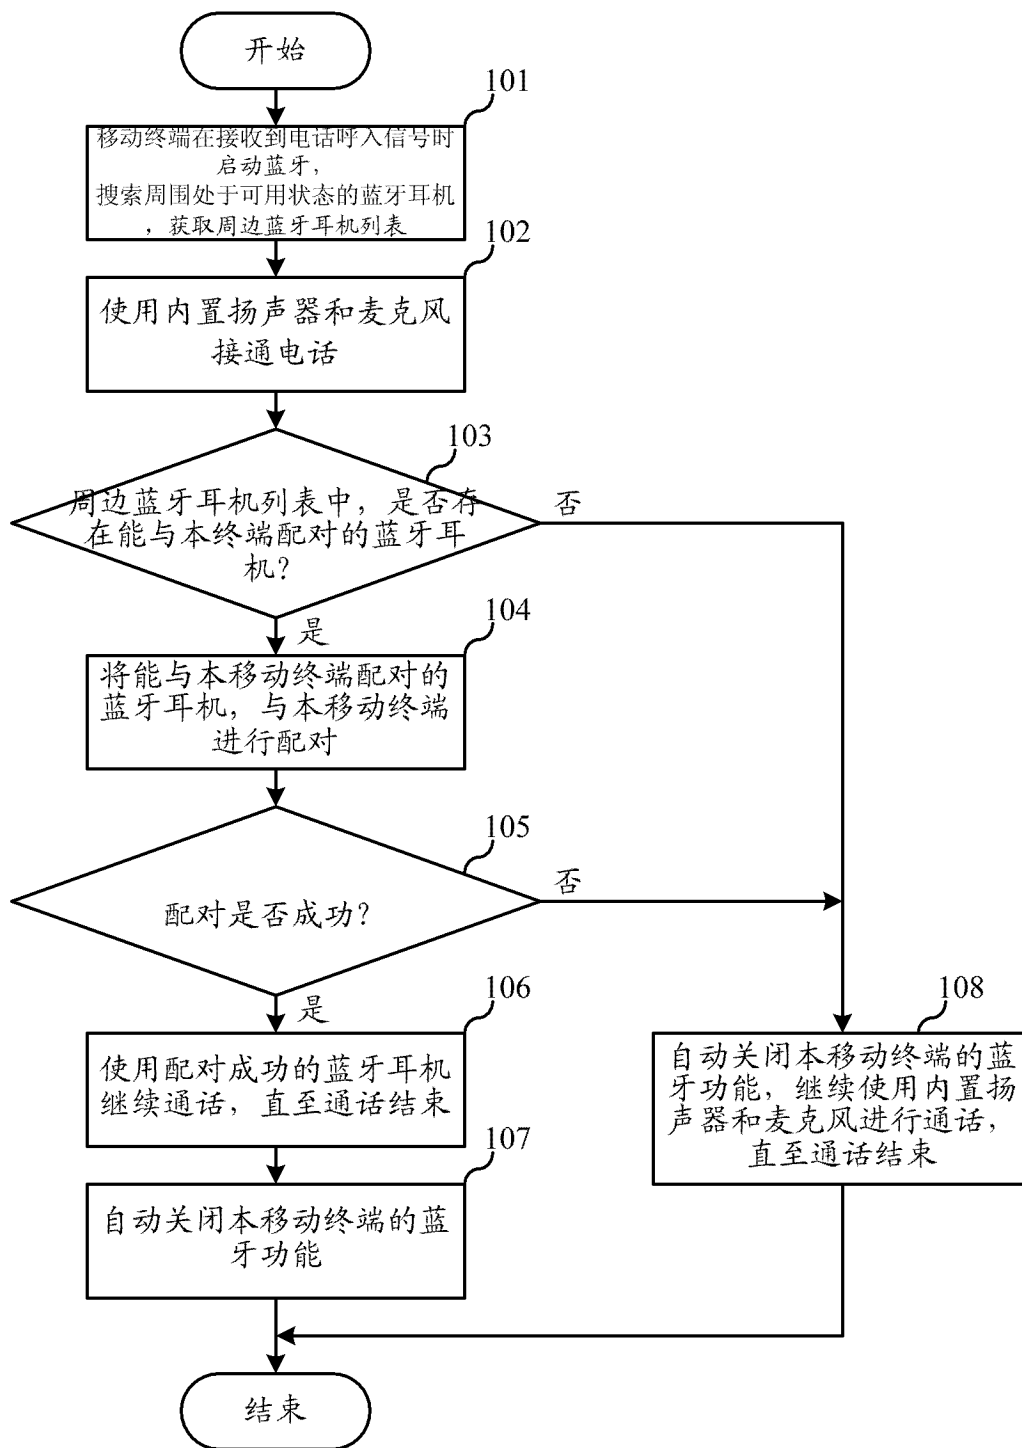 开始
101
移动终端在接收到电话呼入信号时
启动蓝牙，
搜索周围处于可用状态的蓝牙耳机
，获取周边蓝牙耳机列表
102
使用内置扬声器和麦克风
接通电话
103
周边蓝牙耳机列表中，是否存
在能与本终端配对的蓝牙耳
机？
否
是
104
将能与本移动终端配对的
蓝牙耳机，与本移动终端
进行配对
105
配对是否成功？
否
是
106
使用配对成功的蓝牙耳机
继续通话，直至通话结束
108
自动关闭本移动终端的蓝
牙功能，继续使用内置扬
声器和麦克风进行通话，
直至通话结束
107
自动关闭本移动终端的蓝
牙功能
结束